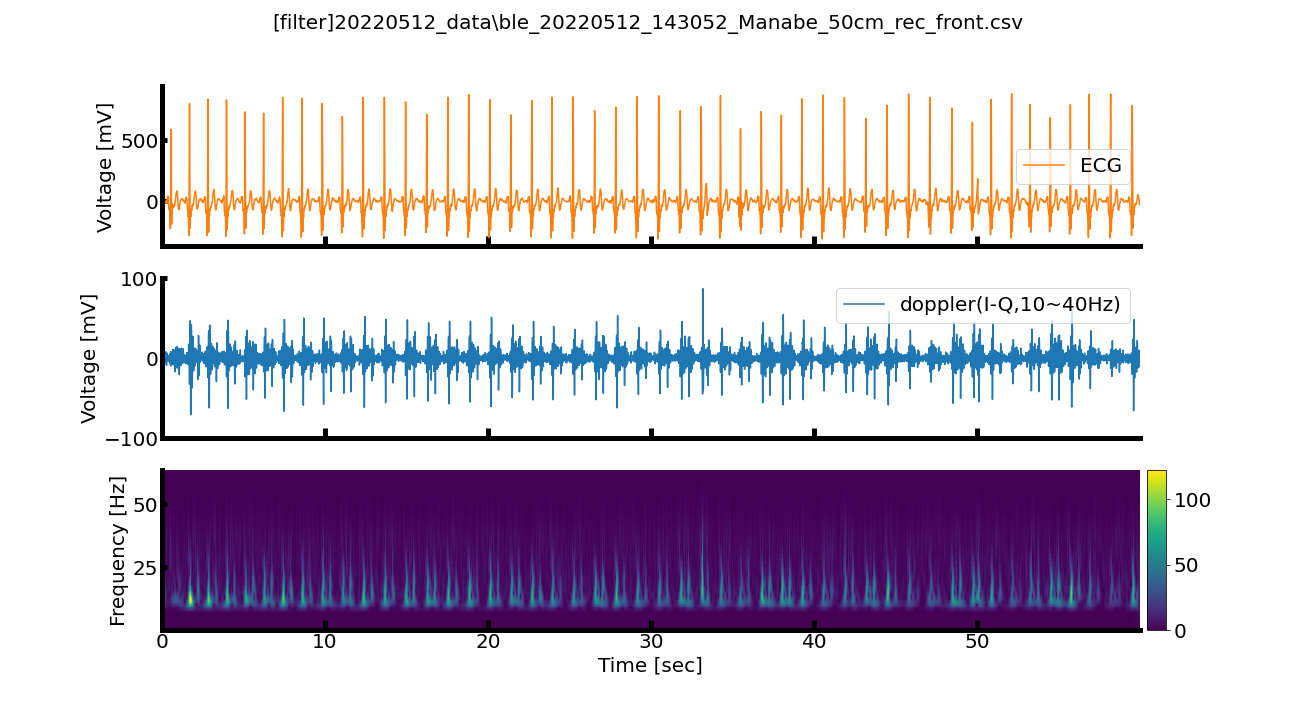 [filter]20220512_data\ble_20220512_143052_Manabe_50cm_rec_front.csv
Voltage [mV]
500
0
ECG
Voltage [mV]
100
0
−100
doppler(I-Q,10~40Hz)
Frequency [Hz]
50
25
100
50
0
0 10 20 30 40 50
Time [sec]